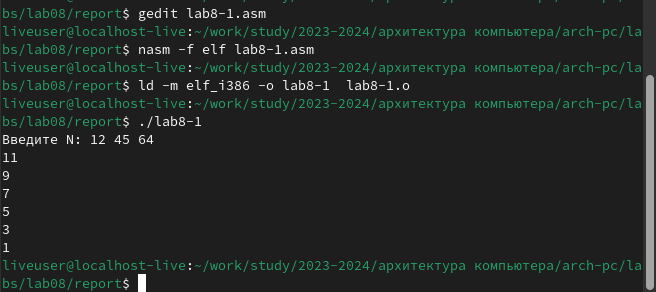 bs/lab08/report$ gedit lab8-1.asm
liveuser@localhost-live:~/work/study/2023-2024/архитектура компьютера/arch-pc/la
bs/lab08/report$ nasm -f elf lab8-1.asm
liveuser@localhost-live:~/work/study/2023-2024/архитектура компьютера/arch-pc/la
bs/lab08/report$ ld -m elf_i386 -o lab8-1  lab8-1.o
liveuser@localhost-live:~/work/study/2023-2024/архитектура компьютера/arch-pc/la
bs/lab08/report$ ./lab8-1
Введите N: 12 45 64
11
9
7
5
3
1
liveuser@localhost-live:~/work/study/2023-2024/архитектура компьютера/arch-pc/la
bs/lab08/report$